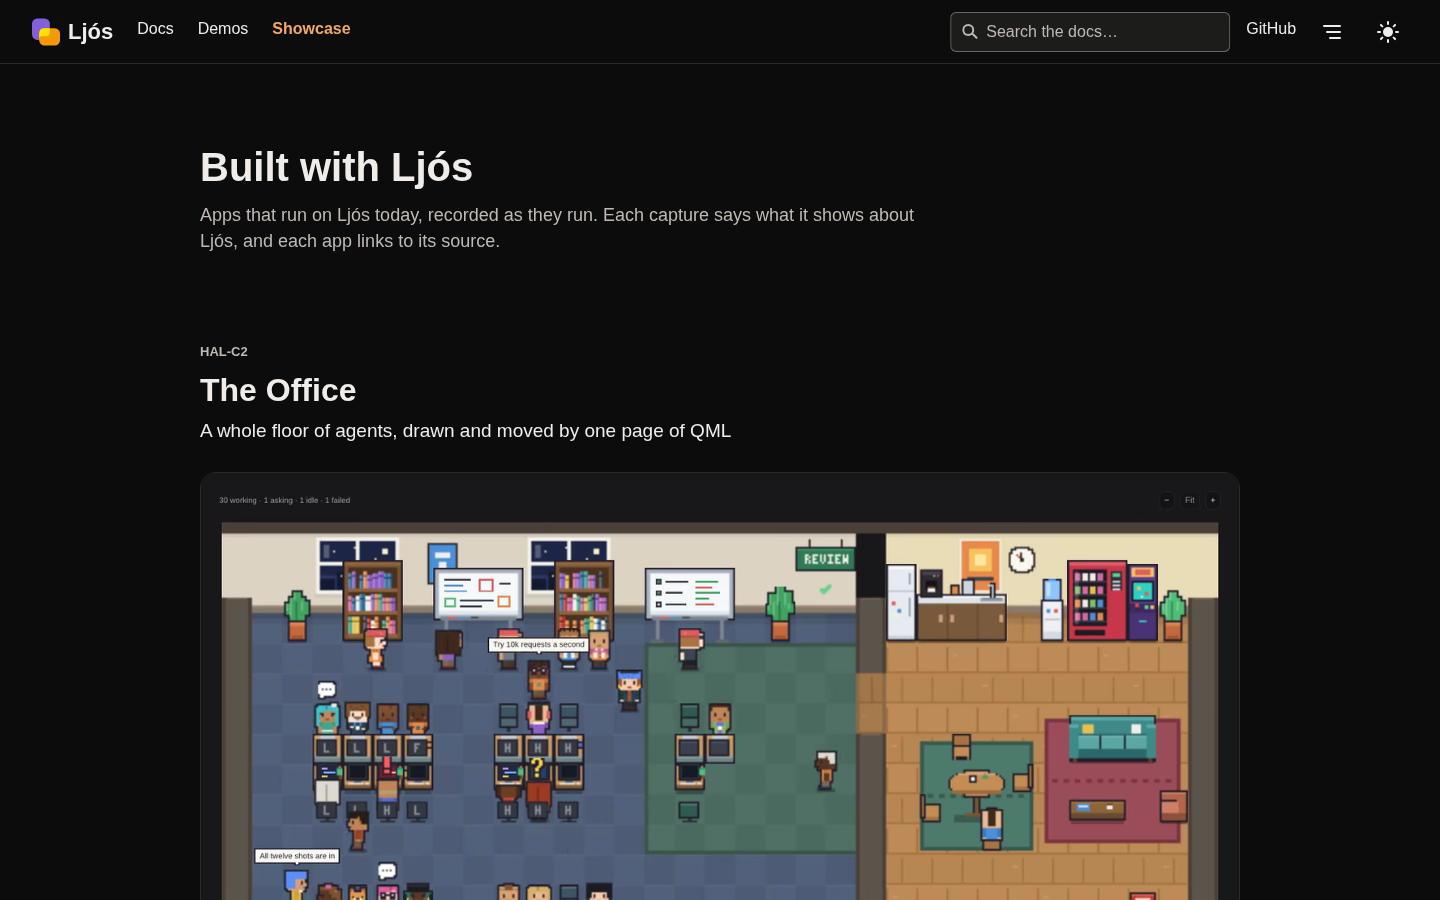 Ljós
Docs
Demos
Showcase
Search the docs…
GitHub
Built with Ljós
Apps that run on Ljós today, recorded as they run. Each capture says what it shows about
Ljós, and each app links to its source.
HAL-C2
The Office
A whole floor of agents, drawn and moved by one page of QML
30 working · 1 asking · 1 idle · 1 failed
− Fit +
REVIEW
Try 10k requests a second
L L L F H H H
! ?
L H L H H H
All twelve shots are in